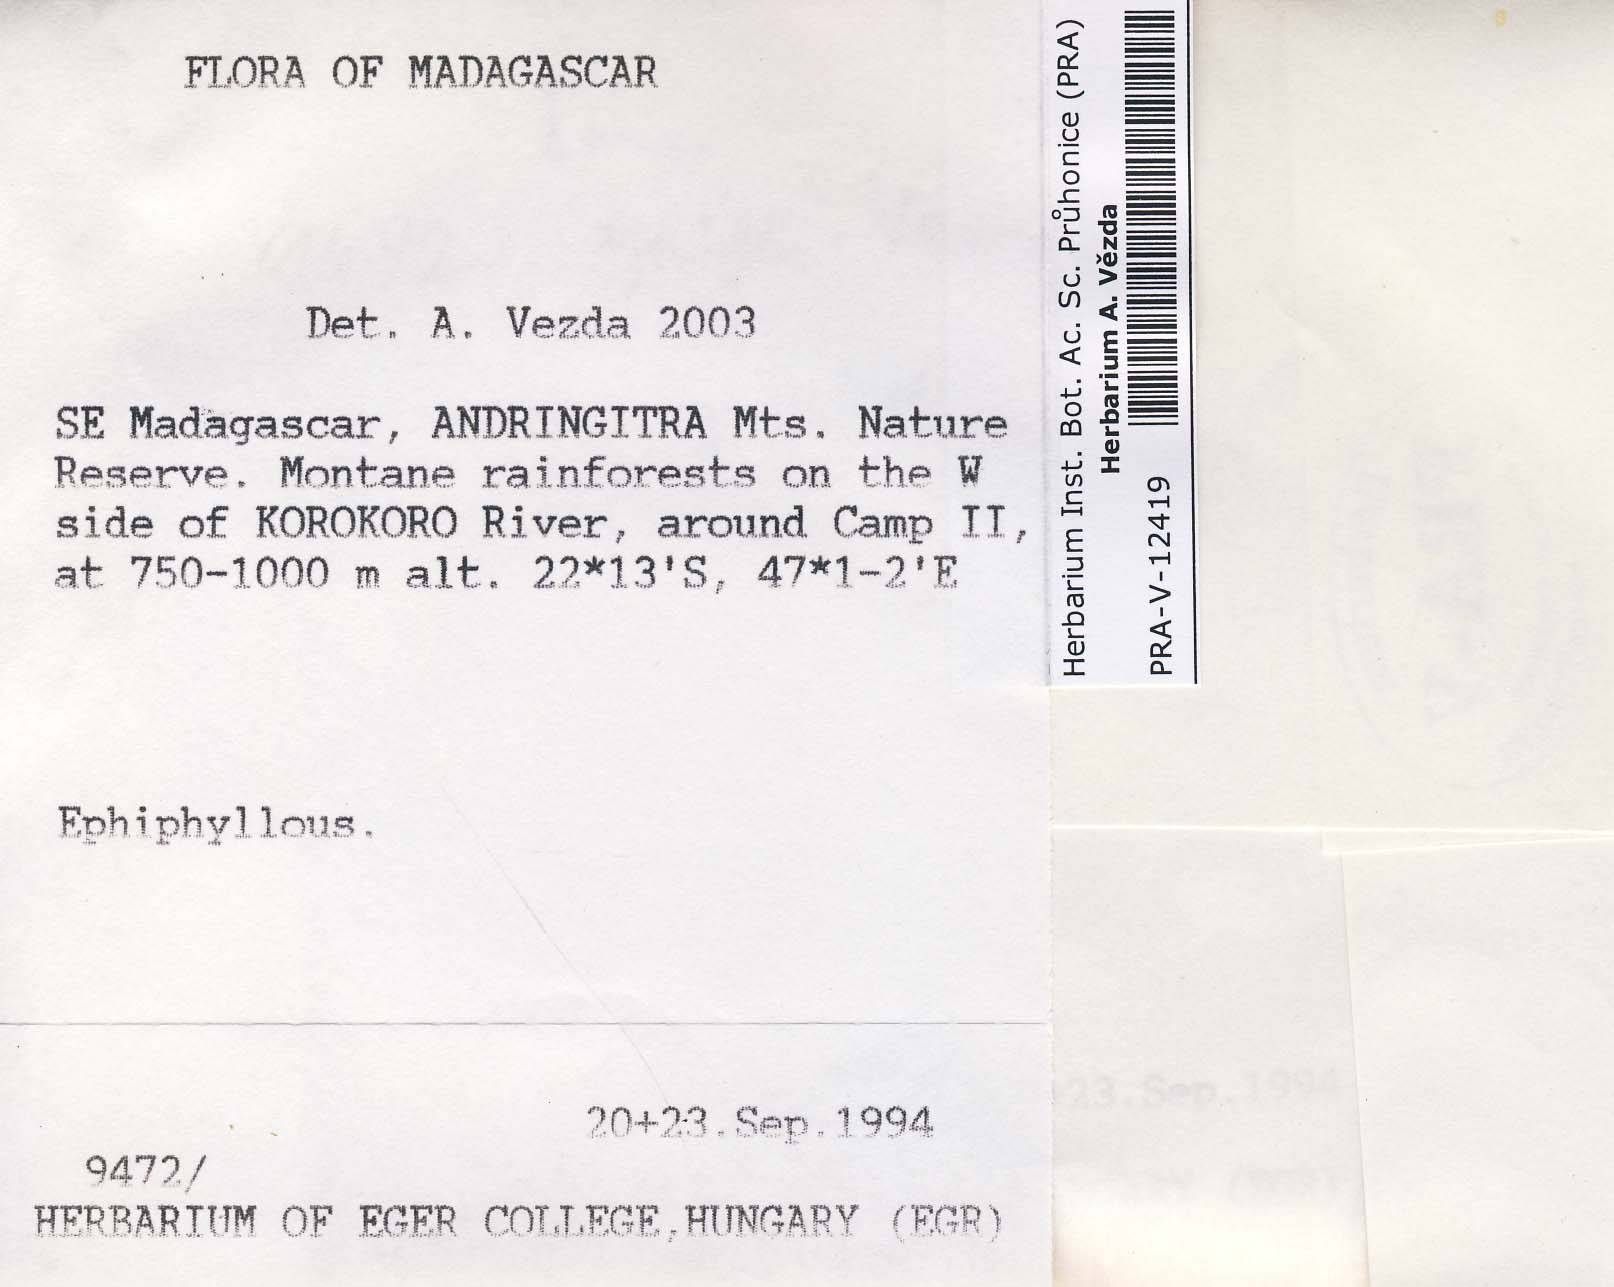 FLORA OF MADAGASCAR
Det. A. Vezda 2003
SE Madagascar, ANDRINGITRA Mts. Nature
Reserve. Montane rainforests on the W
side of KOROKORO River, around Camp II,
at 750-1000 m alt. 22*13'S, 47*1-2'E
Ephiphyllous.
20+23.Sep.1994
9472/
HERBARIUM OF EGER COLLEGE,HUNGARY (EGR)
Herbarium Inst. Bot. Ac. Sc. Průhonice (PRA)
Herbarium A. Vězda
PRA-V-12419
23.Sep.1994